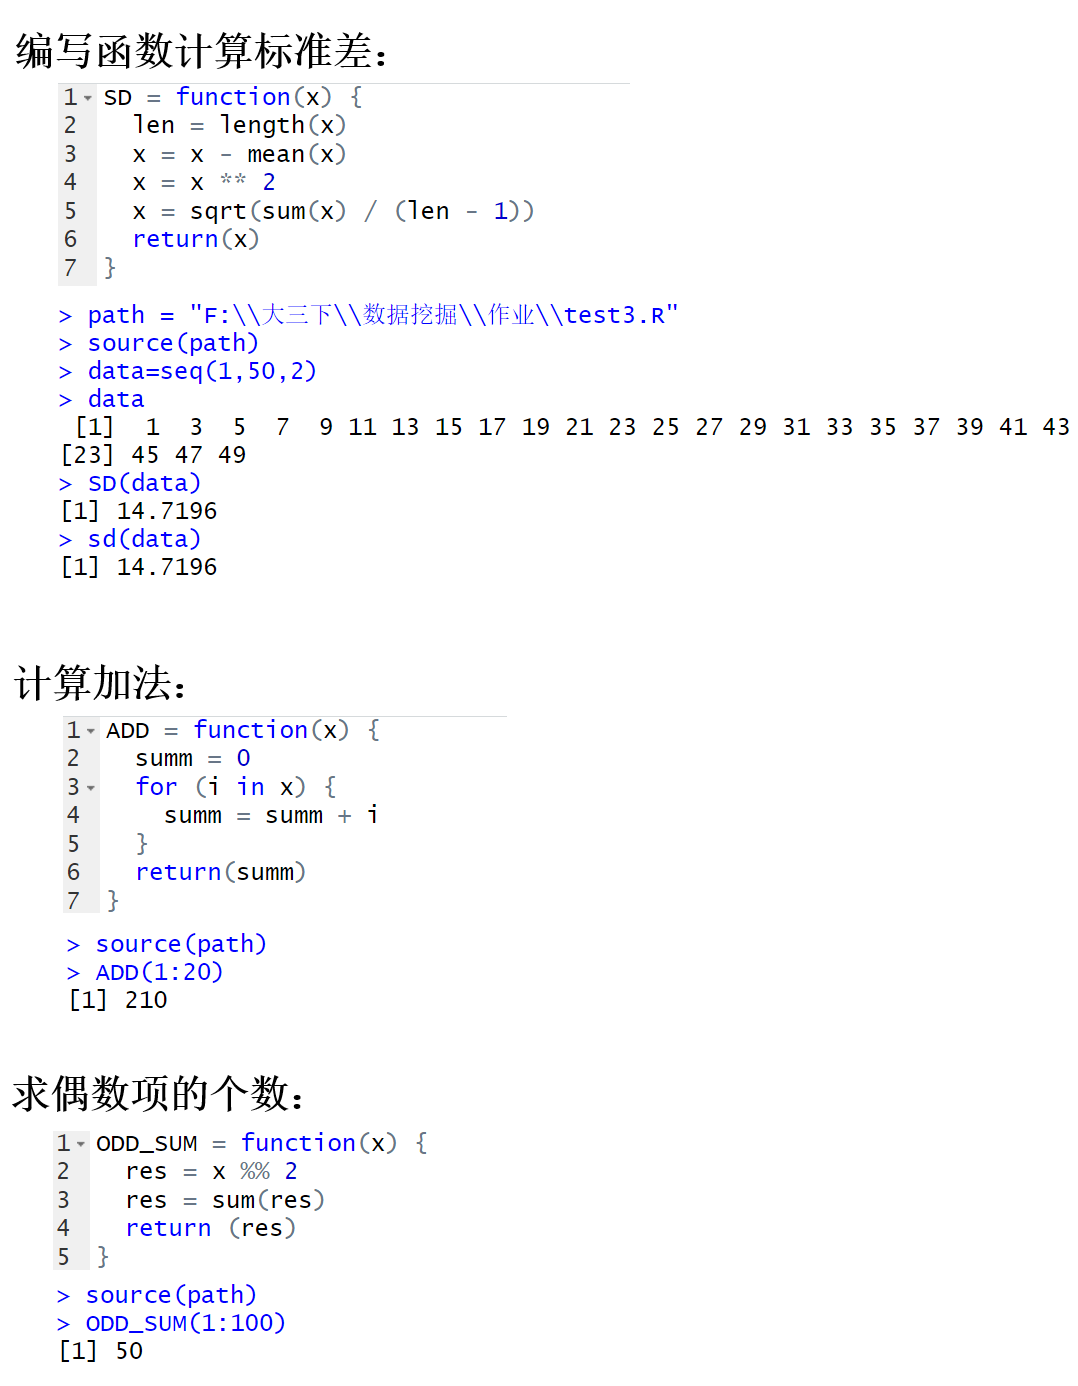 编写函数计算标准差：
1 SD = function(x) {
2   len = length(x)
3   x = x - mean(x)
4   x = x ** 2
5   x = sqrt(sum(x) / (len - 1))
6   return(x)
7 }
> path = "F:\\大三下\\数据挖掘\\作业\\test3.R"
> source(path)
> data=seq(1,50,2)
> data
 [1]  1  3  5  7  9 11 13 15 17 19 21 23 25 27 29 31 33 35 37 39 41 43
[23] 45 47 49
> SD(data)
[1] 14.7196
> sd(data)
[1] 14.7196
计算加法：
1 ADD = function(x) {
2   summ = 0
3   for (i in x) {
4     summ = summ + i
5   }
6   return(summ)
7 }
> source(path)
> ADD(1:20)
[1] 210
求偶数项的个数：
1 ODD_SUM = function(x) {
2   res = x %% 2
3   res = sum(res)
4   return (res)
5 }
> source(path)
> ODD_SUM(1:100)
[1] 50